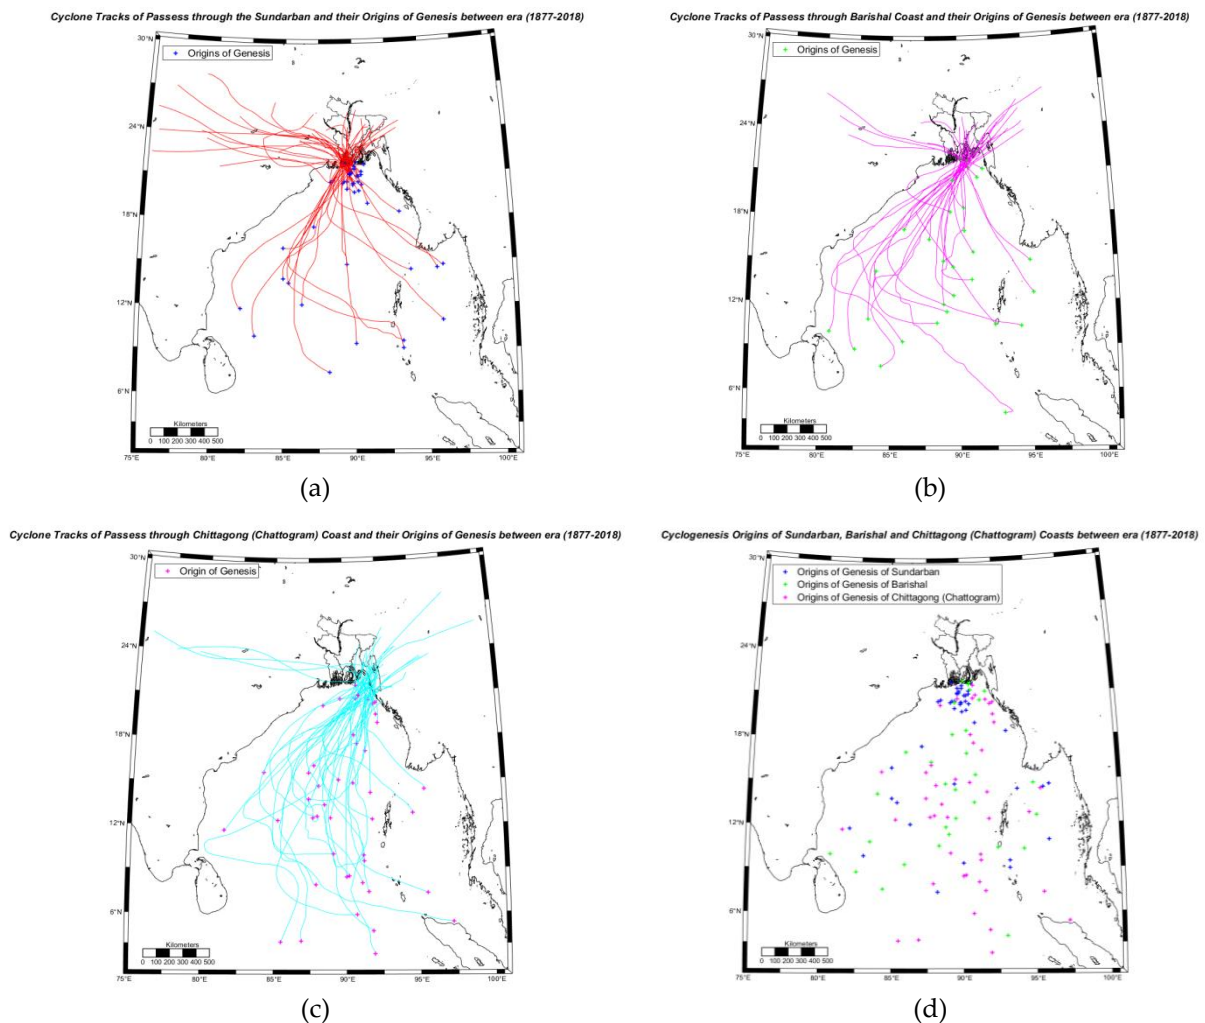 Cyclone Tracks of Passess through the Sundarban and their Origins of Genesis between era (1877-2018)
30°N
Origins of Genesis
24°N
18°N
12°N
6°N
Kilometers
0 100 200 300 400 500
75°E 80°E 85°E 90°E 95°E 100°E
(a)
Cyclone Tracks of Passess through Barishal Coast and their Origins of Genesis between era (1877-2018)
30°N
Origins of Genesis
24°N
18°N
12°N
6°N
Kilometers
0 100 200 300 400 500
75°E 80°E 85°E 90°E 95°E 100°E
(b)
Cyclone Tracks of Passess through Chittagong (Chattogram) Coast and their Origins of Genesis between era (1877-2018)
30°N
Origin of Genesis
24°N
18°N
12°N
6°N
Kilometers
0 100 200 300 400 500
75°E 80°E 85°E 90°E 95°E 100°E
(c)
Cyclogenesis Origins of Sundarban, Barishal and Chittagong (Chattogram) Coasts between era (1877-2018)
30°N
Origins of Genesis of Sundarban
Origins of Genesis of Barishal
Origins of Genesis of Chittagong (Chattogram)
24°N
18°N
12°N
6°N
Kilometers
0 100 200 300 400 500
75°E 80°E 85°E 90°E 95°E 100°E
(d)